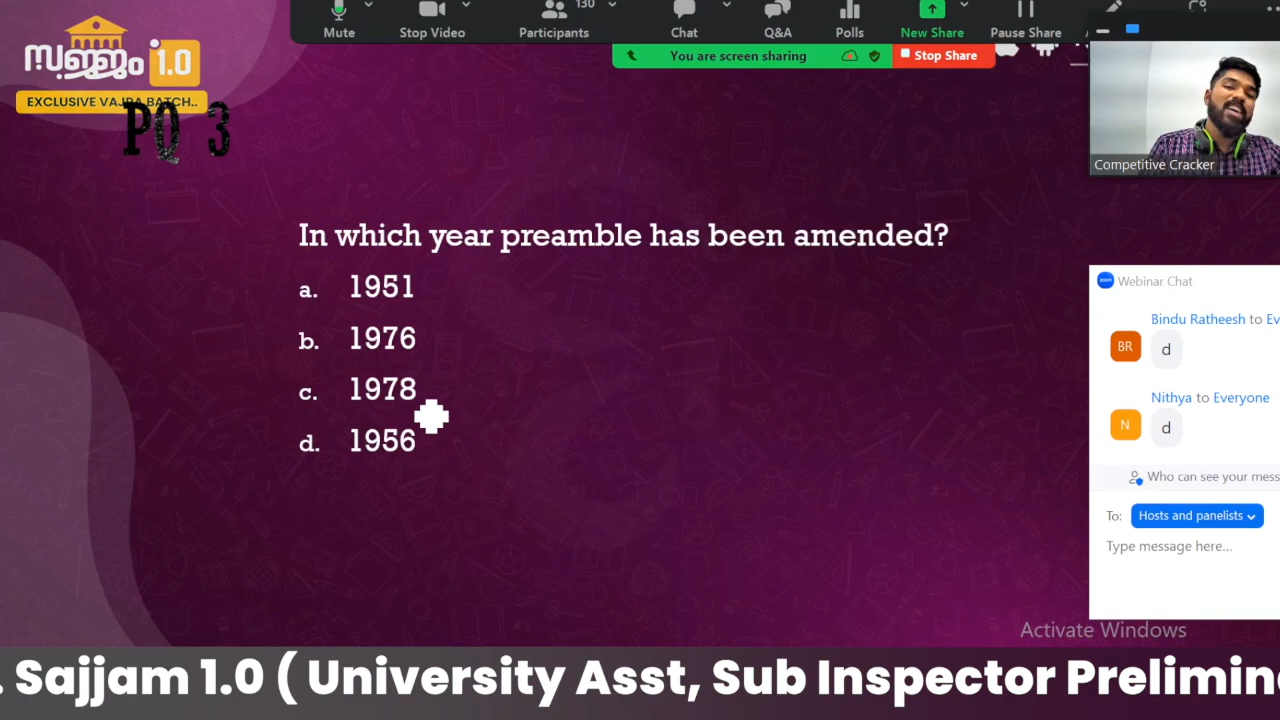 130
Mute
Stop Video
Participants
Chat
Q&A
Polls
New Share
Pause Share
You are screen sharing
Stop Share
സജ്ജം 1.0
EXCLUSIVE VAJRA BATCH..
PQ 3
Competitive Cracker
In which year preamble has been amended?
a. 1951
b. 1976
c. 1978
d. 1956
Webinar Chat
Bindu Ratheesh to Ev
BR
d
Nithya to Everyone
N
d
Who can see your mess
To: Hosts and panelists
Type message here...
Activate Windows
. Sajjam 1.0 ( University Asst, Sub Inspector Prelimina